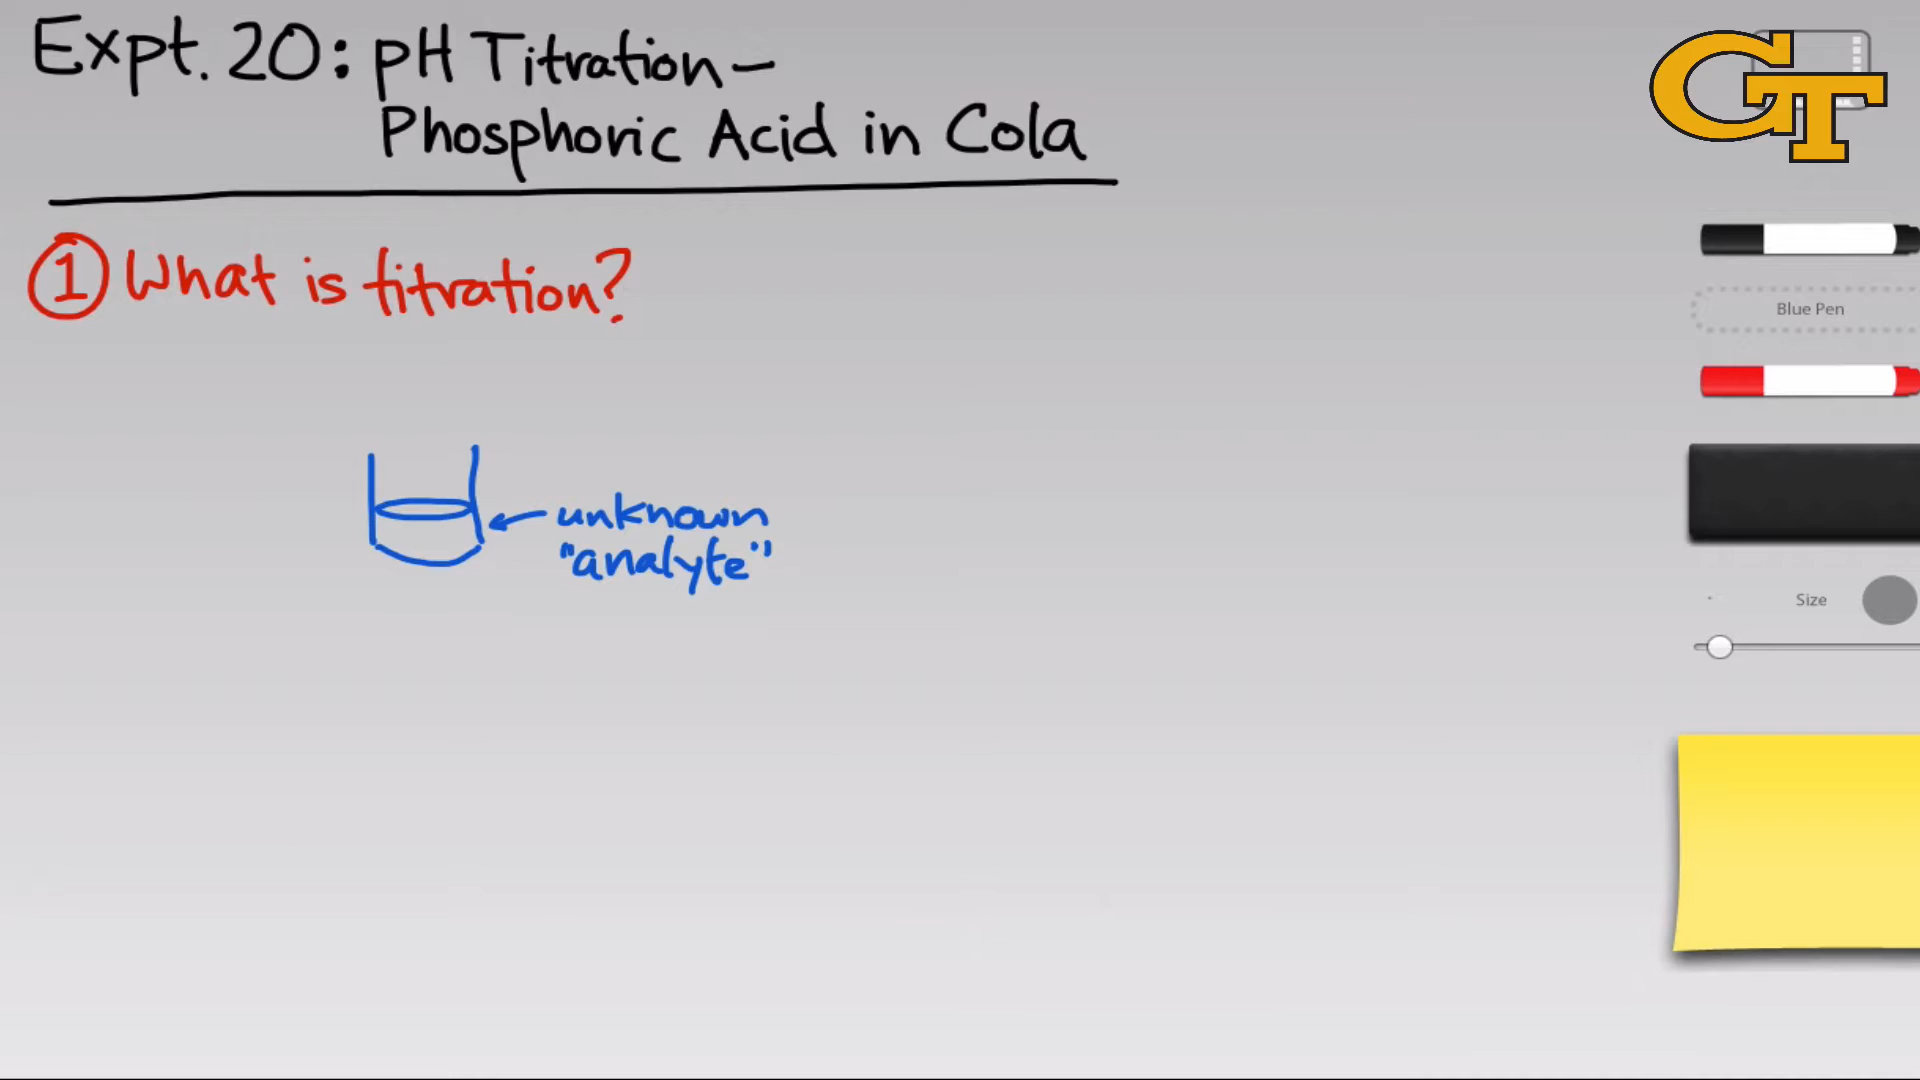 Expt. 20: pH Titration-
Phosphoric Acid in Cola
GT
① What is titration?
Blue Pen
unknown
"analyte"
Size